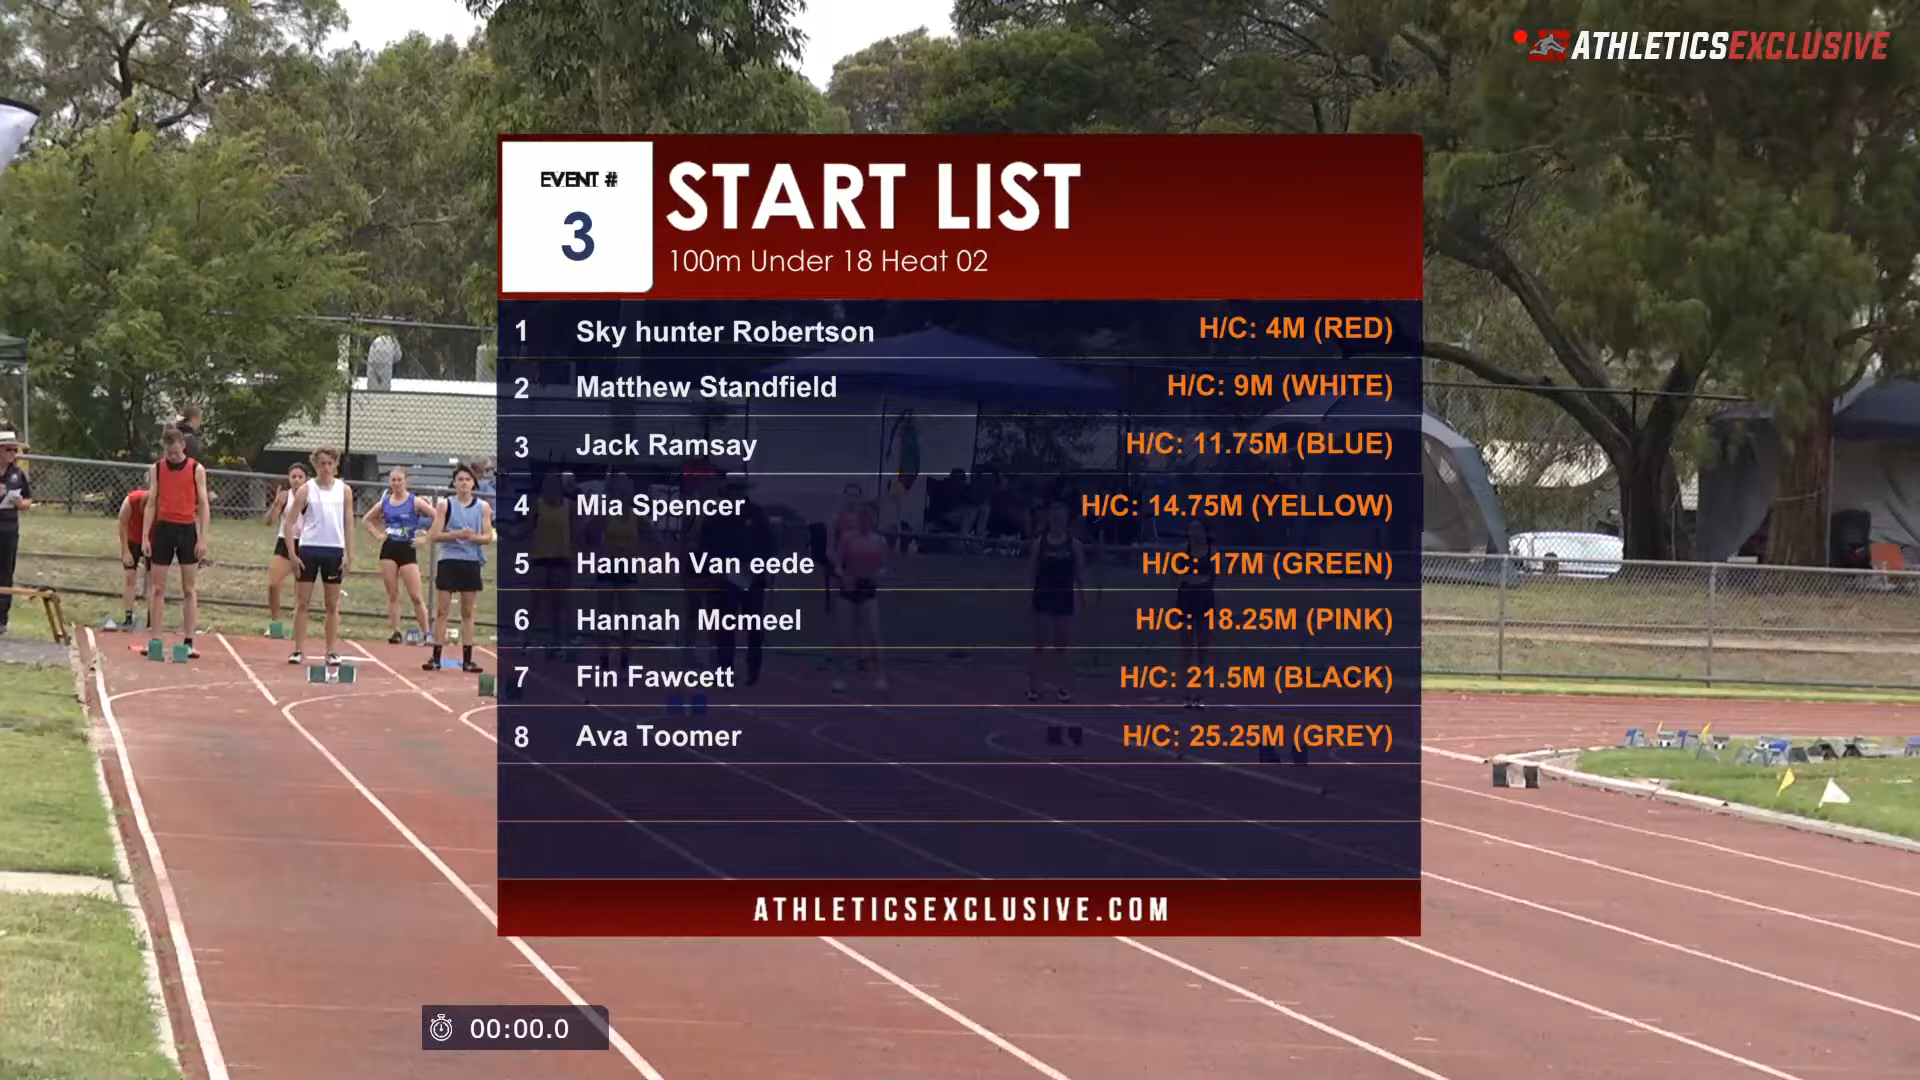 ATHLETICSEXCLUSIVE
EVENT #
3
START LIST
100m Under 18 Heat 02
1 Sky hunter Robertson H/C: 4M (RED)
2 Matthew Standfield H/C: 9M (WHITE)
3 Jack Ramsay H/C: 11.75M (BLUE)
4 Mia Spencer H/C: 14.75M (YELLOW)
5 Hannah Van eede H/C: 17M (GREEN)
6 Hannah Mcmeel H/C: 18.25M (PINK)
7 Fin Fawcett H/C: 21.5M (BLACK)
8 Ava Toomer H/C: 25.25M (GREY)
ATHLETICSEXCLUSIVE.COM
00:00.0